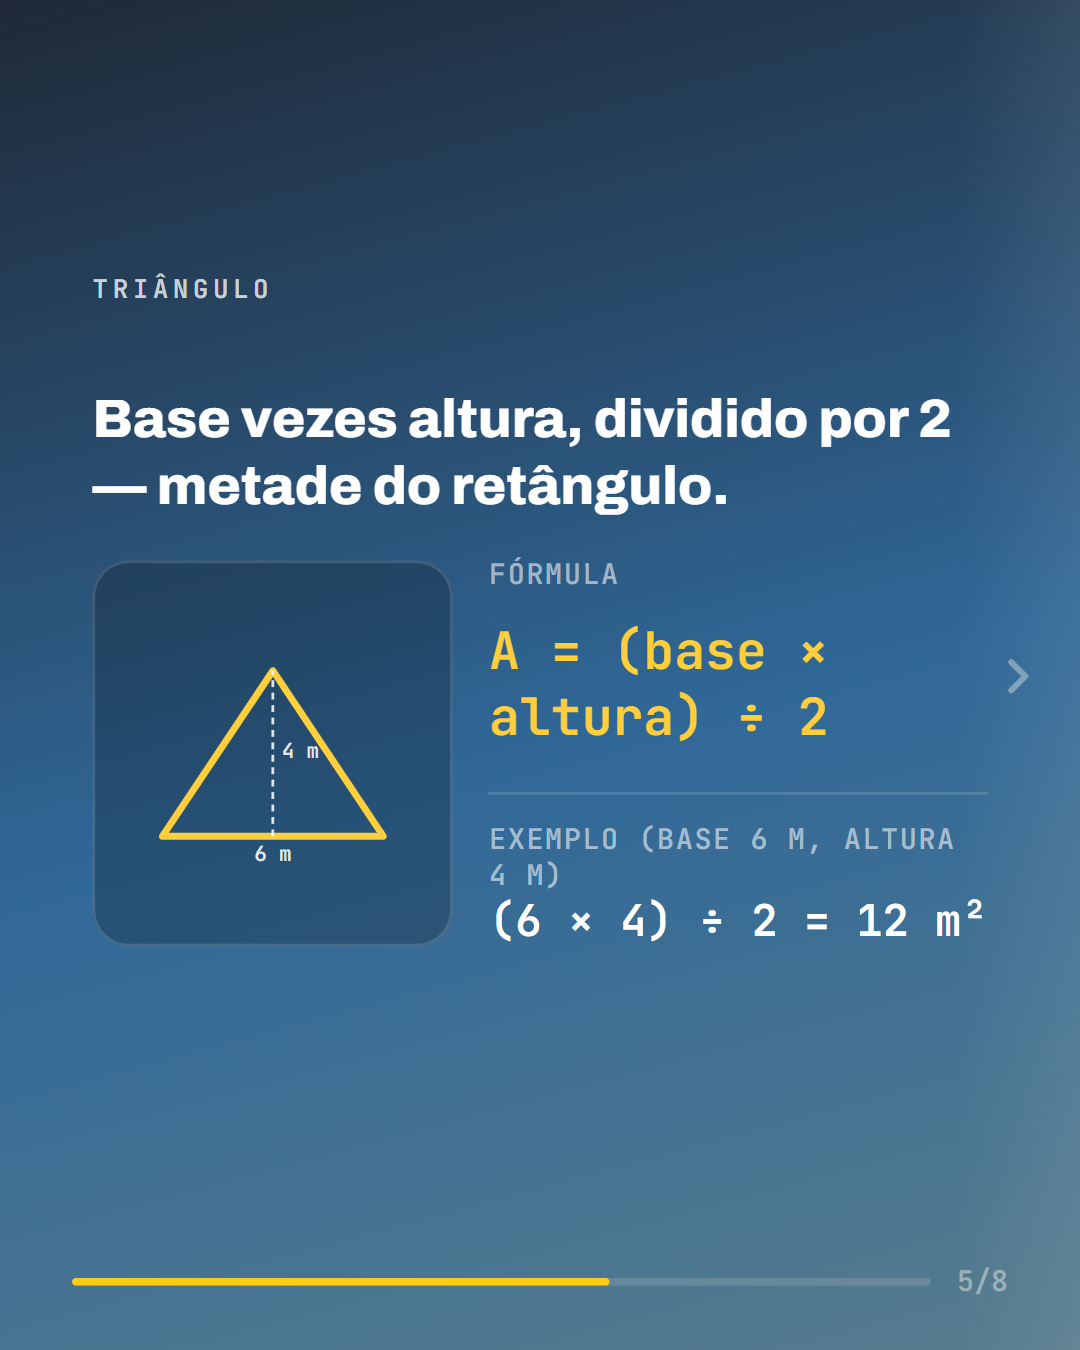 TRIÂNGULO
Base vezes altura, dividido por 2
— metade do retângulo.
4 m
6 m
FÓRMULA
A = (base ×
altura) ÷ 2
EXEMPLO (BASE 6 M, ALTURA
4 M)
(6 × 4) ÷ 2 = 12 m²
5/8